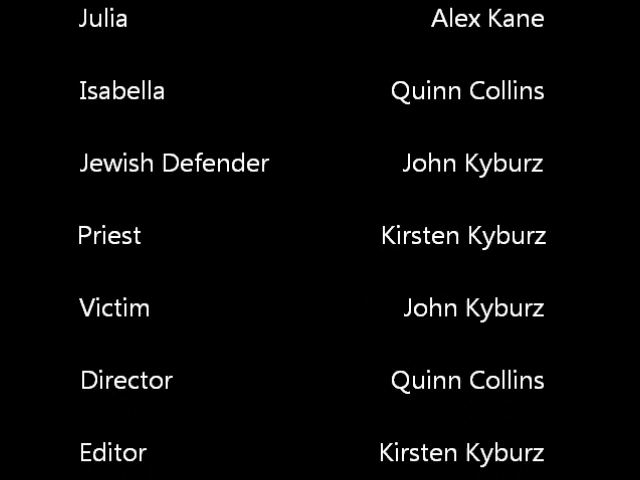 Julia Alex Kane
Isabella Quinn Collins
Jewish Defender John Kyburz
Priest Kirsten Kyburz
Victim John Kyburz
Director Quinn Collins
Editor Kirsten Kyburz